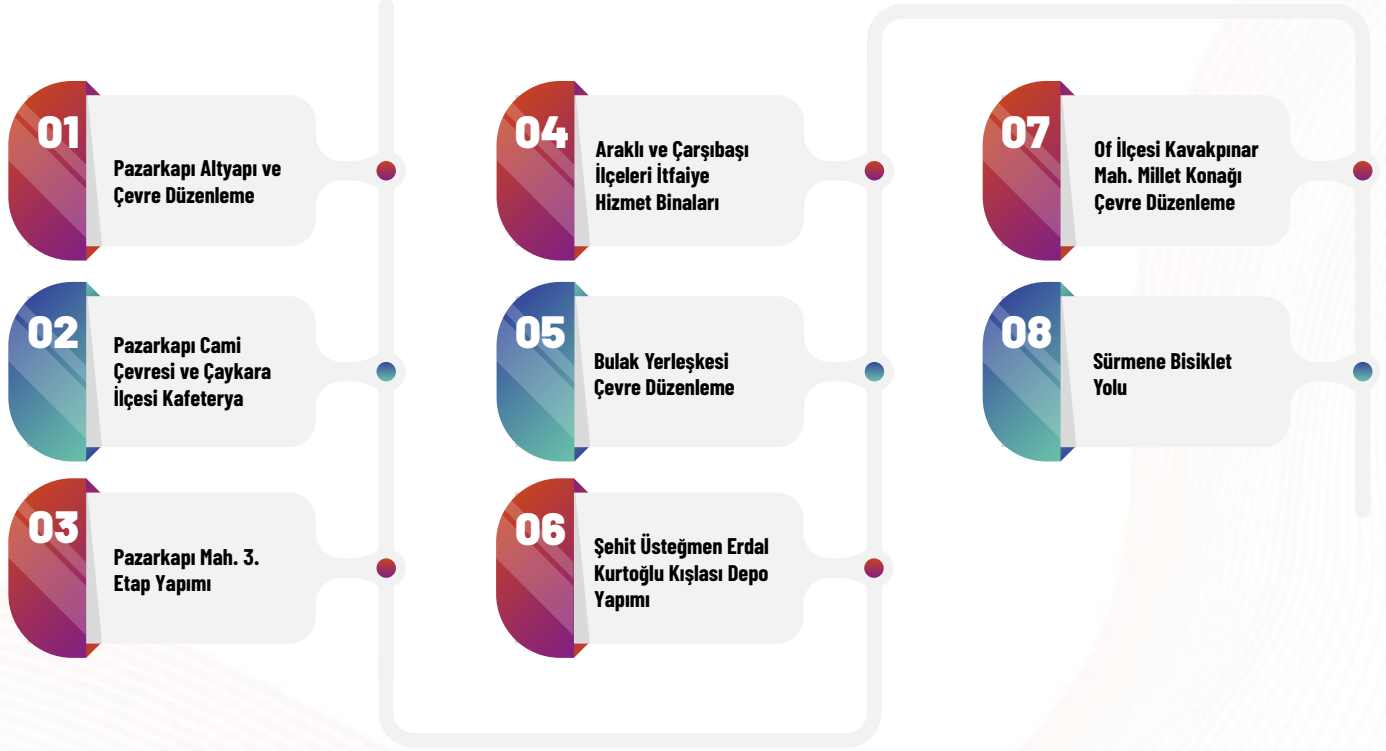 01
Pazarkapı Altyapı ve
Çevre Düzenleme
02
Pazarkapı Cami
Çevresi ve Çaykara
İlçesi Kafeterya
03
Pazarkapı Mah. 3.
Etap Yapımı
04
Araklı ve Çarşıbaşı
İlçeleri İtfaiye
Hizmet Binaları
05
Bulak Yerleşkesi
Çevre Düzenleme
06
Şehit Üsteğmen Erdal
Kurtoğlu Kışlası Depo
Yapımı
07
Of İlçesi Kavakpınar
Mah. Millet Konağı
Çevre Düzenleme
08
Sürmene Bisiklet
Yolu